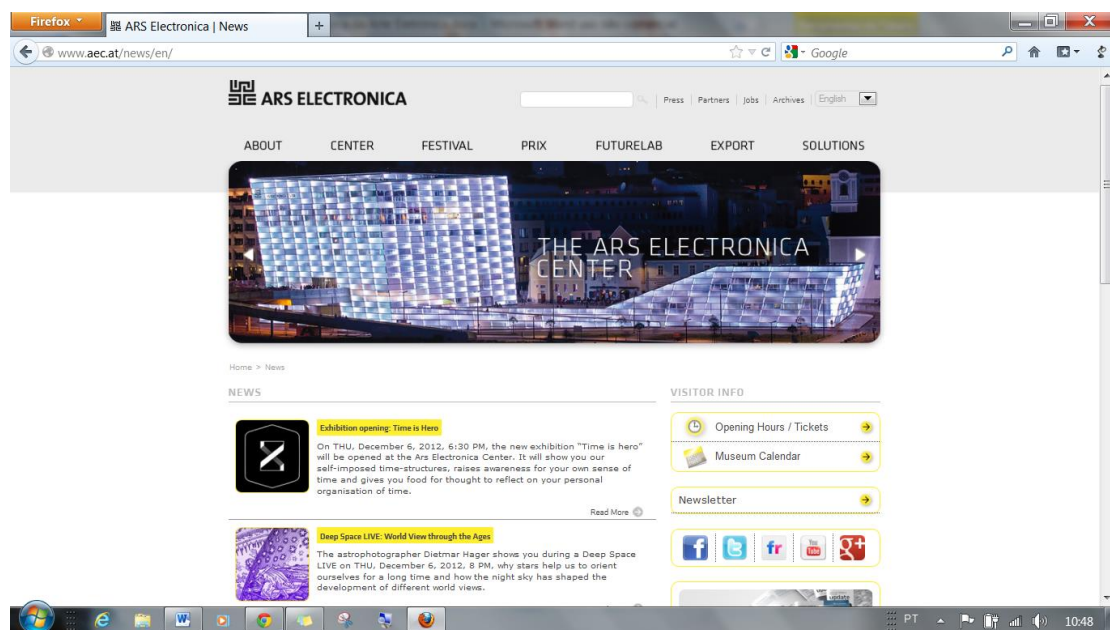 Firefox
ARS Electronica | News
www.aec.at/news/en/
Google
ARS ELECTRONICA
Press | Partners | Jobs | Archives | English
ABOUT CENTER FESTIVAL PRIX FUTURELAB EXPORT SOLUTIONS
THE ARS ELECTRONICA
CENTER
Home > News
NEWS
Exhibition opening: Time is Hero
On THU, December 6, 2012, 6:30 PM, the new exhibition "Time is hero"
will be opened at the Ars Electronica Center. It will show you our
self-imposed time-structures, raises awareness for your own sense of
time and gives you food for thought to reflect on your personal
organisation of time.
Read More
Deep Space LIVE: World View through the Ages
The astrophotographer Dietmar Hager shows you during a Deep Space
LIVE on THU, December 6, 2012, 8 PM, why stars help us to orient
ourselves for a long time and how the night sky has shaped the
development of different world views.
VISITOR INFO
Opening Hours / Tickets
Museum Calendar
Newsletter
f
fr
You
Tube
g+
update
PT
10:48